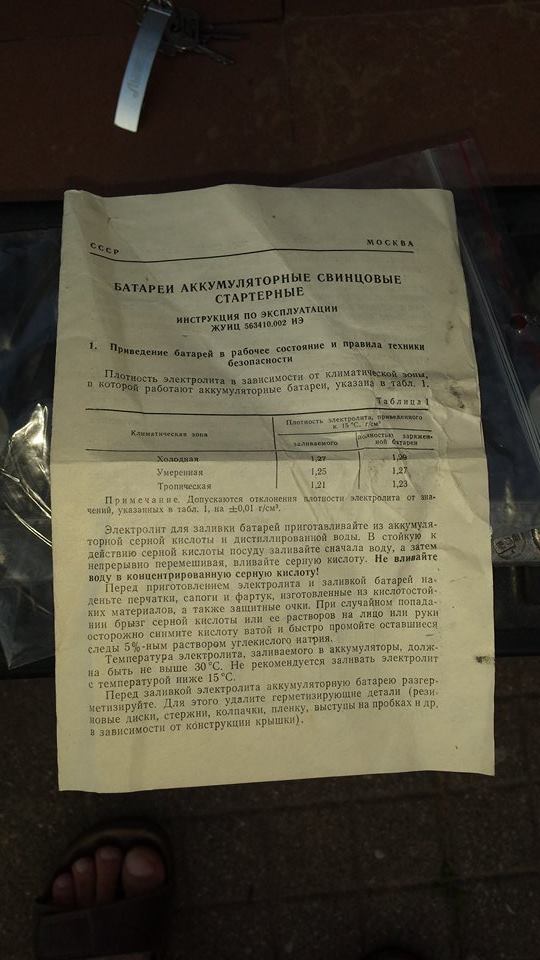 СССР МОСКВА
БАТАРЕИ АККУМУЛЯТОРНЫЕ СВИНЦОВЫЕ
СТАРТЕРНЫЕ
ИНСТРУКЦИЯ ПО ЭКСПЛУАТАЦИИ
ЖУИЦ 563410.002 ИЭ
1. Приведение батарей в рабочее состояние и правила техники
безопасности
Плотность электролита в зависимости от климатической зоны,
в которой работают аккумуляторные батареи, указана в табл. 1.
Таблица 1
Климатическая зона
Плотность электролита, приведенного
к 15°С, г/см³
заливаемого
полностью заряжен-
ной батареи
Холодная 1,27 1,29
Умеренная 1,25 1,27
Тропическая 1,21 1,23
Примечание. Допускаются отклонения плотности электролита от зна-
чений, указанных в табл. 1, на ±0,01 г/см³.
Электролит для заливки батарей приготавливайте из аккумуля-
торной серной кислоты и дистиллированной воды. В стойкую к
действию серной кислоты посуду заливайте сначала воду, а затем
непрерывно перемешивая, вливайте серную кислоту. Не вливайте
воду в концентрированную серную кислоту!
Перед приготовлением электролита и заливкой батарей на-
деньте перчатки, сапоги и фартук, изготовленные из кислотостой-
ких материалов, а также защитные очки. При случайном попада-
нии брызг серной кислоты или ее растворов на лицо или руки
осторожно снимите кислоту ватой и быстро промойте оставшиеся
следы 5%-ным раствором углекислого натрия.
Температура электролита, заливаемого в аккумуляторы, долж-
на быть не выше 30°С. Не рекомендуется заливать электролит
с температурой ниже 15°С.
Перед заливкой электролита аккумуляторную батарею разгер-
метизируйте. Для этого удалите герметизирующие детали (рези-
новые диски, стержни, колпачки, пленку, выступы на пробках и др,
в зависимости от конструкции крышки).